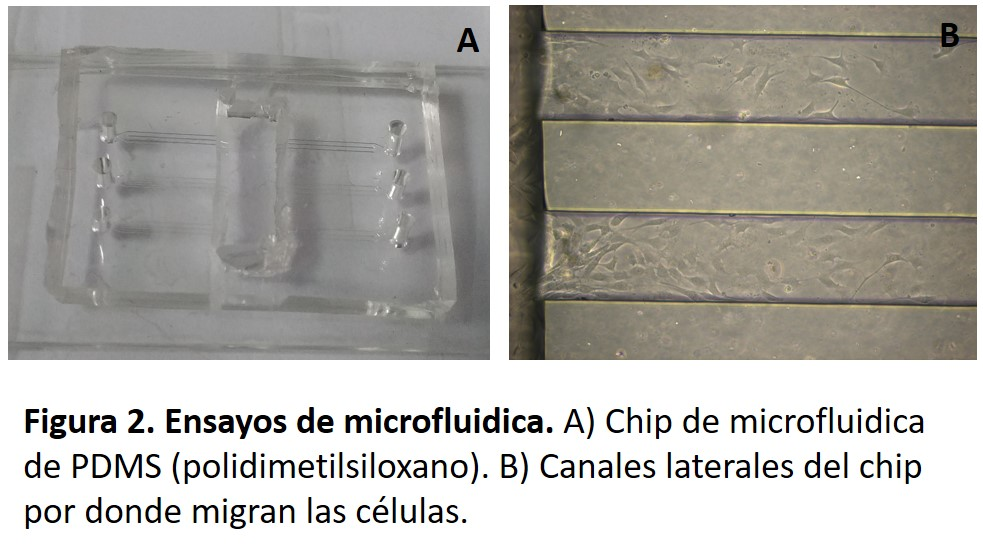 A
B
Figura 2. Ensayos de microfluidica. A) Chip de microfluidica
de PDMS (polidimetilsiloxano). B) Canales laterales del chip
por donde migran las células.